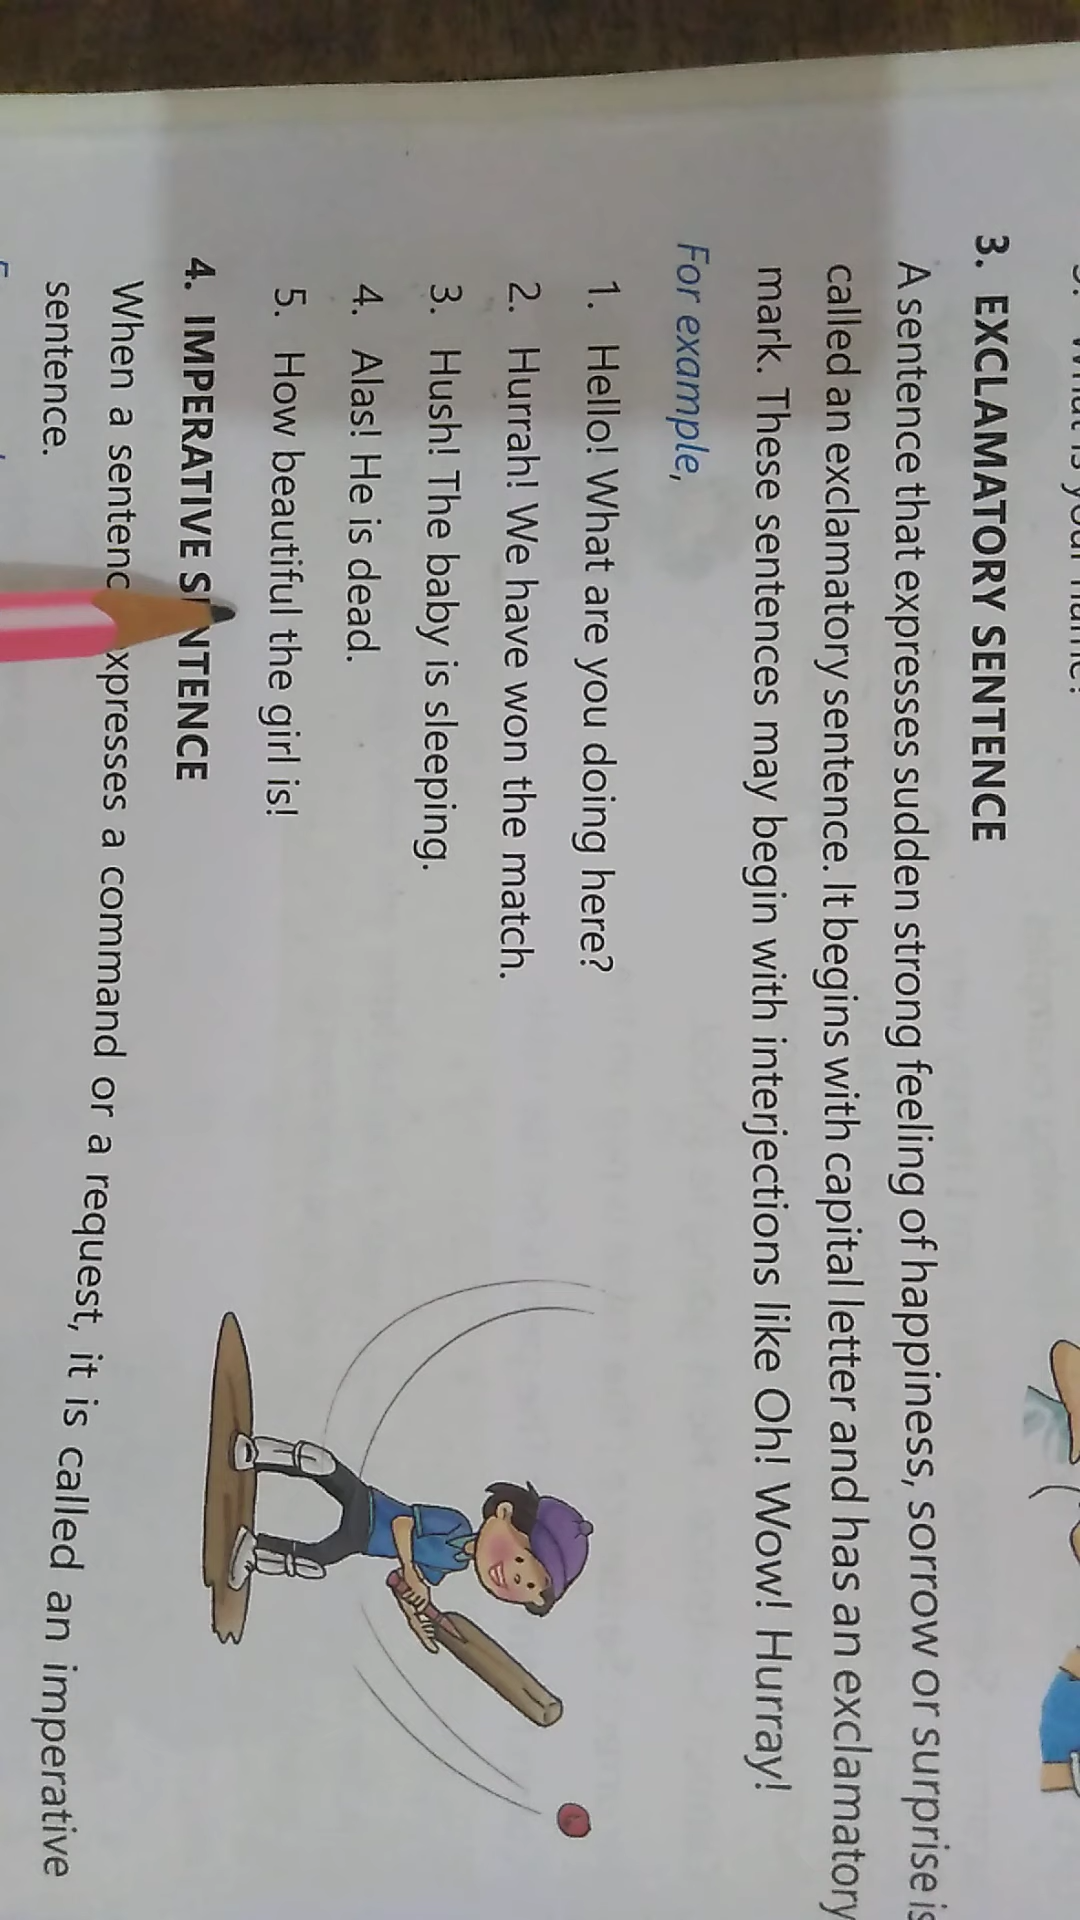 3. EXCLAMATORY SENTENCE
A sentence that expresses sudden strong feeling of happiness, sorrow or surprise is
called an exclamatory sentence. It begins with capital letter and has an exclamatory
mark. These sentences may begin with interjections like Oh! Wow! Hurray!
For example,
1. Hello! What are you doing here?
2. Hurrah! We have won the match.
3. Hush! The baby is sleeping.
4. Alas! He is dead.
5. How beautiful the girl is!
4. IMPERATIVE SENTENCE
When a sentenc xpresses a command or a request, it is called an imperative
sentence.